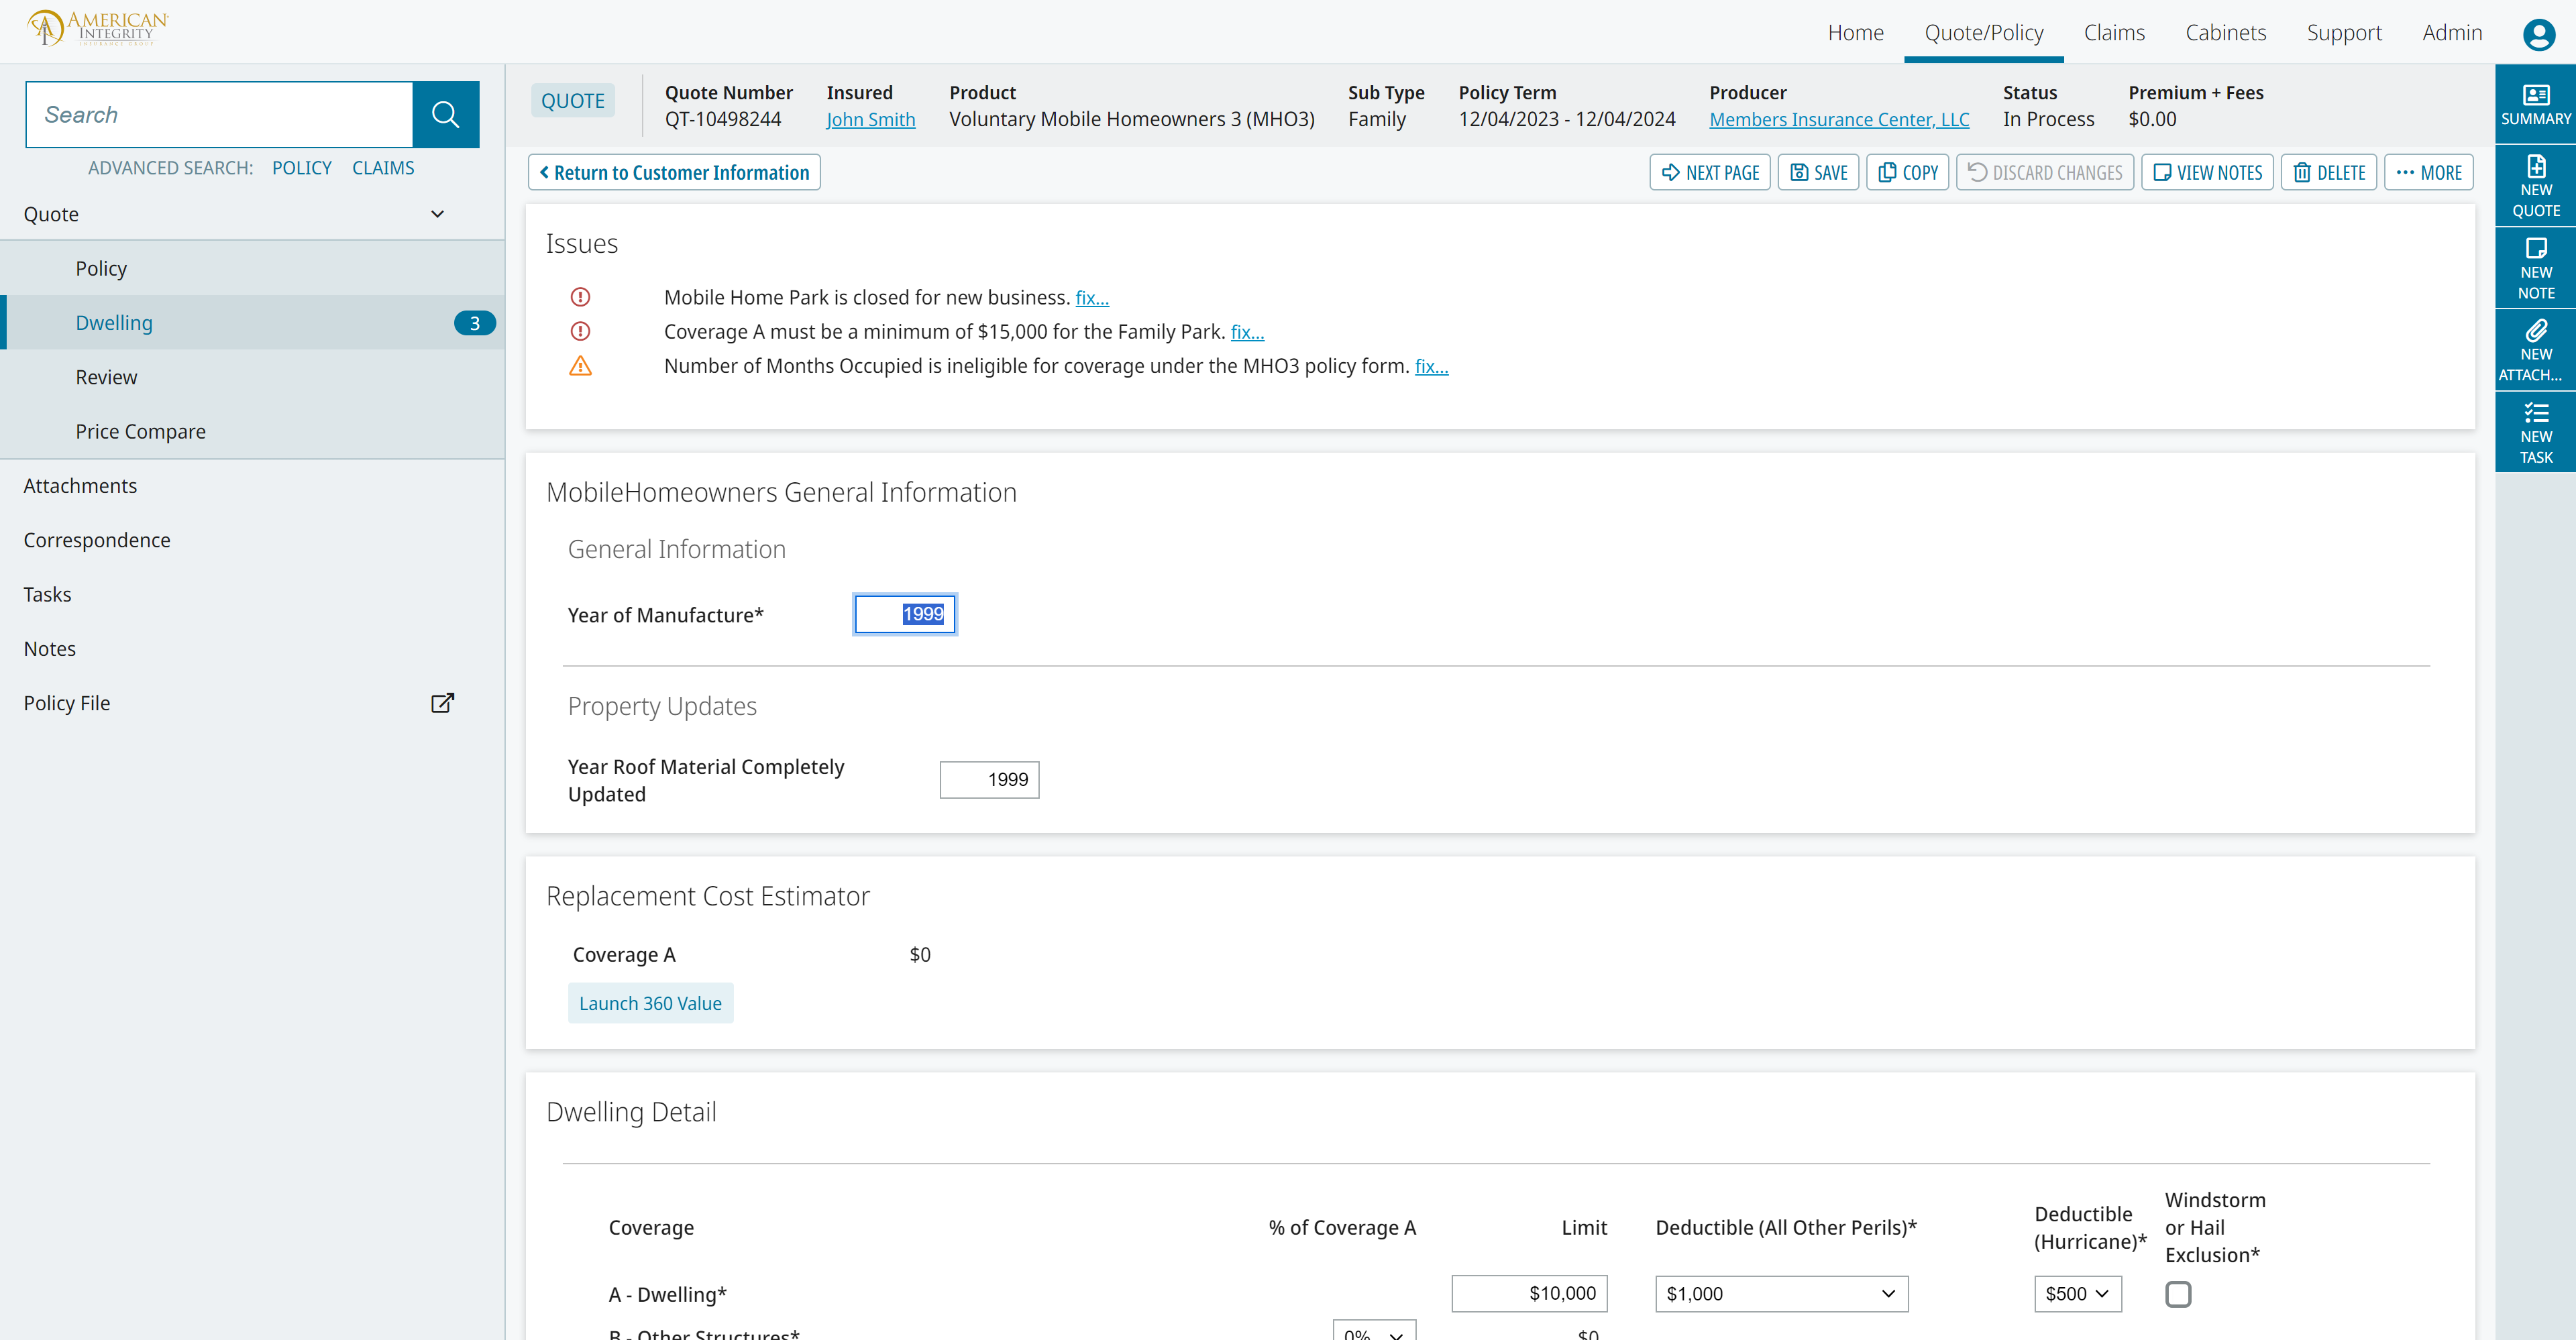 AMERICAN
INTEGRITY
INSURANCE GROUP
Home
Quote/Policy
Claims
Cabinets
Support
Admin
Search
ADVANCED SEARCH: POLICY CLAIMS
Quote
Policy
Dwelling 3
Review
Price Compare
Attachments
Correspondence
Tasks
Notes
Policy File
QUOTE
Quote Number
QT-10498244
Insured
John Smith
Product
Voluntary Mobile Homeowners 3 (MHO3)
Sub Type
Family
Policy Term
12/04/2023 - 12/04/2024
Producer
Members Insurance Center, LLC
Status
In Process
Premium + Fees
$0.00
Return to Customer Information
NEXT PAGE
SAVE
COPY
DISCARD CHANGES
VIEW NOTES
DELETE
MORE
Issues
Mobile Home Park is closed for new business. fix...
Coverage A must be a minimum of $15,000 for the Family Park. fix...
Number of Months Occupied is ineligible for coverage under the MHO3 policy form. fix...
MobileHomeowners General Information
General Information
Year of Manufacture* 1999
Property Updates
Year Roof Material Completely
Updated
1999
Replacement Cost Estimator
Coverage A $0
Launch 360 Value
Dwelling Detail
Coverage
% of Coverage A
Limit
Deductible (All Other Perils)*
Deductible
(Hurricane)*
Windstorm
or Hail
Exclusion*
A - Dwelling* $10,000 $1,000 $500
B - Other Structures* 0% $0
SUMMARY
NEW
QUOTE
NEW
NOTE
NEW
ATTACH...
NEW
TASK